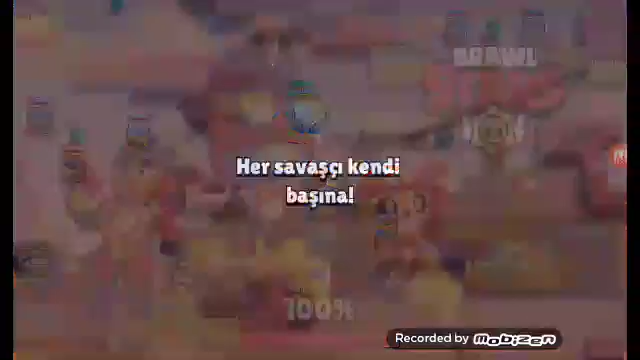 BRAWL
STARS
Her savaşçı kendi
başına!
100%
Recorded by mobizen